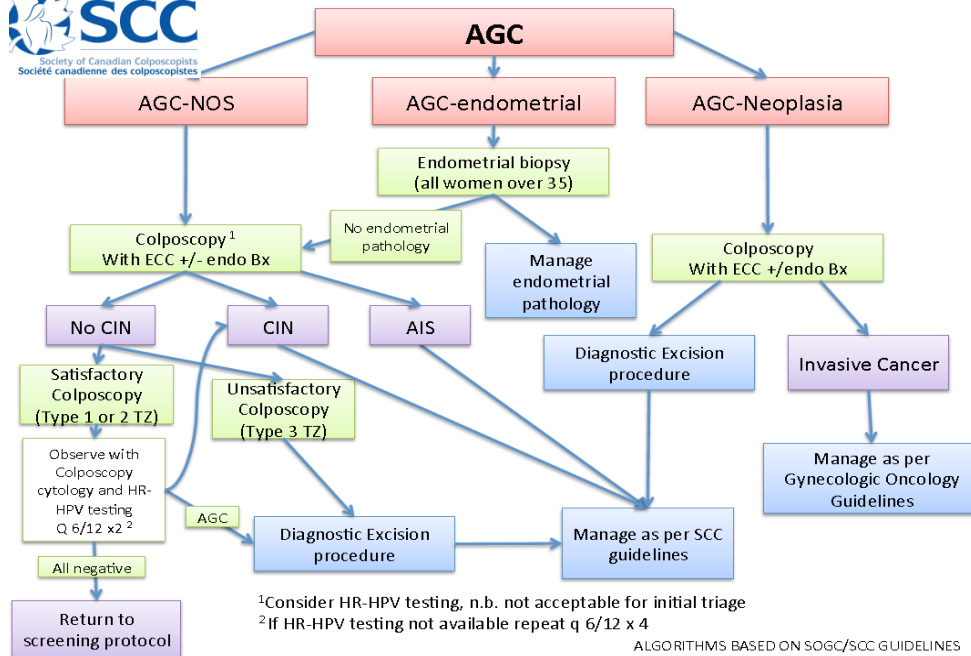 SCC
Society of Canadian Colposcopists
Société canadienne des colposcopistes
AGC
AGC-NOS
AGC-endometrial
AGC-Neoplasia
Endometrial biopsy
(all women over 35)
No endometrial
pathology
Colposcopy 1
With ECC +/- endo Bx
Manage
endometrial
pathology
Colposcopy
With ECC +/endo Bx
No CIN
CIN
AIS
Diagnostic Excision
procedure
Invasive Cancer
Satisfactory
Colposcopy
(Type 1 or 2 TZ)
Unsatisfactory
Colposcopy
(Type 3 TZ)
Observe with
Colposcopy
cytology and HR-
HPV testing
Q 6/12 x2 2
AGC
Diagnostic Excision
procedure
Manage as per SCC
guidelines
Manage as per
Gynecologic Oncology
Guidelines
All negative
Return to
screening protocol
1Consider HR-HPV testing, n.b. not acceptable for initial triage
2If HR-HPV testing not available repeat q 6/12 x 4
ALGORITHMS BASED ON SOGC/SCC GUIDELINES